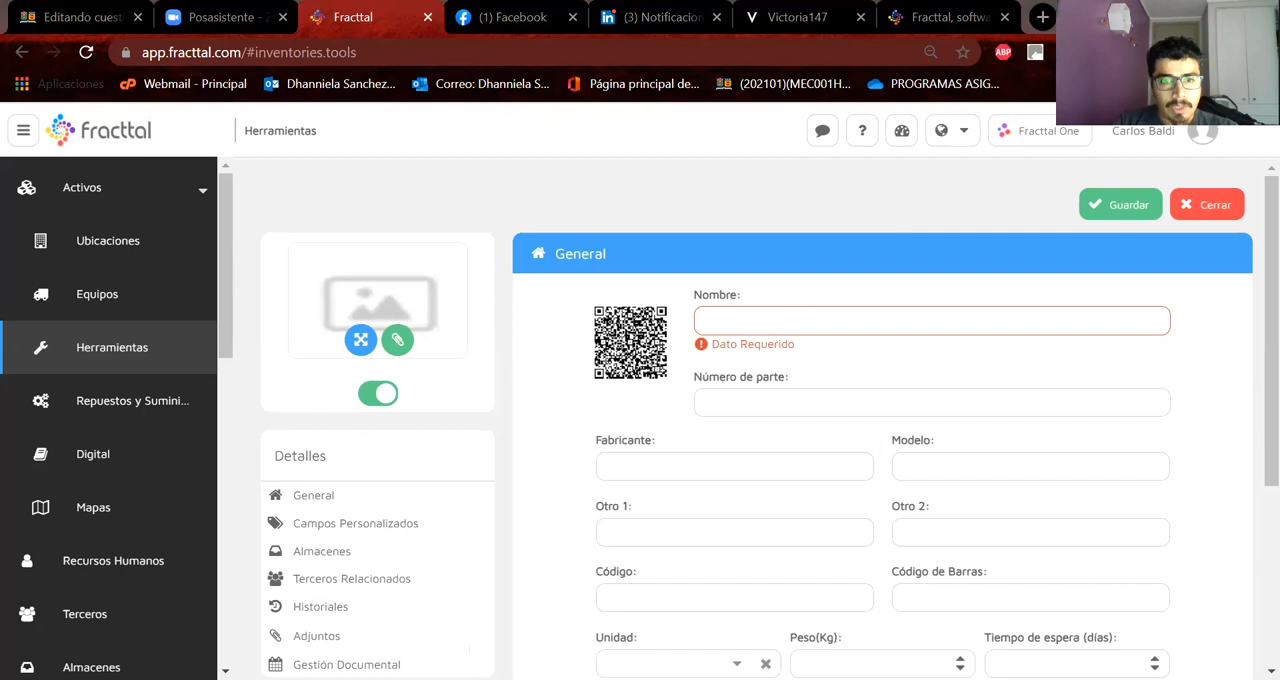 Editando cuest
Posasistente - Z
Fracttal
(1) Facebook
(3) Notificacion
Victoria147
Fracttal, softwa
app.fracttal.com/#inventories.tools
ABP
Aplicaciones
Webmail - Principal
Dhanniela Sanchez...
Correo: Dhanniela S...
Página principal de...
(202101)(MEC001H...
PROGRAMAS ASIG...
fracttal
Herramientas
Fracttal One
Carlos Baldi
Activos
Ubicaciones
Equipos
Herramientas
Repuestos y Sumini...
Digital
Mapas
Recursos Humanos
Terceros
Almacenes
Guardar
Cerrar
Detalles
General
Campos Personalizados
Almacenes
Terceros Relacionados
Historiales
Adjuntos
Gestión Documental
General
Nombre:
Dato Requerido
Número de parte:
Fabricante:
Modelo:
Otro 1:
Otro 2:
Código:
Código de Barras:
Unidad:
Peso(Kg):
Tiempo de espera (días):